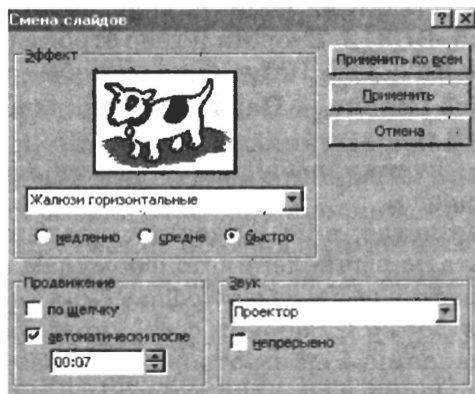 Смена слайдов
Эффект
Применить ко всем
Применить
Отмена
Жалюзи горизонтальные
медленно средне быстро
Продвижение
по щелчку
автоматически после
00:07
Звук
Проектор
непрерывно